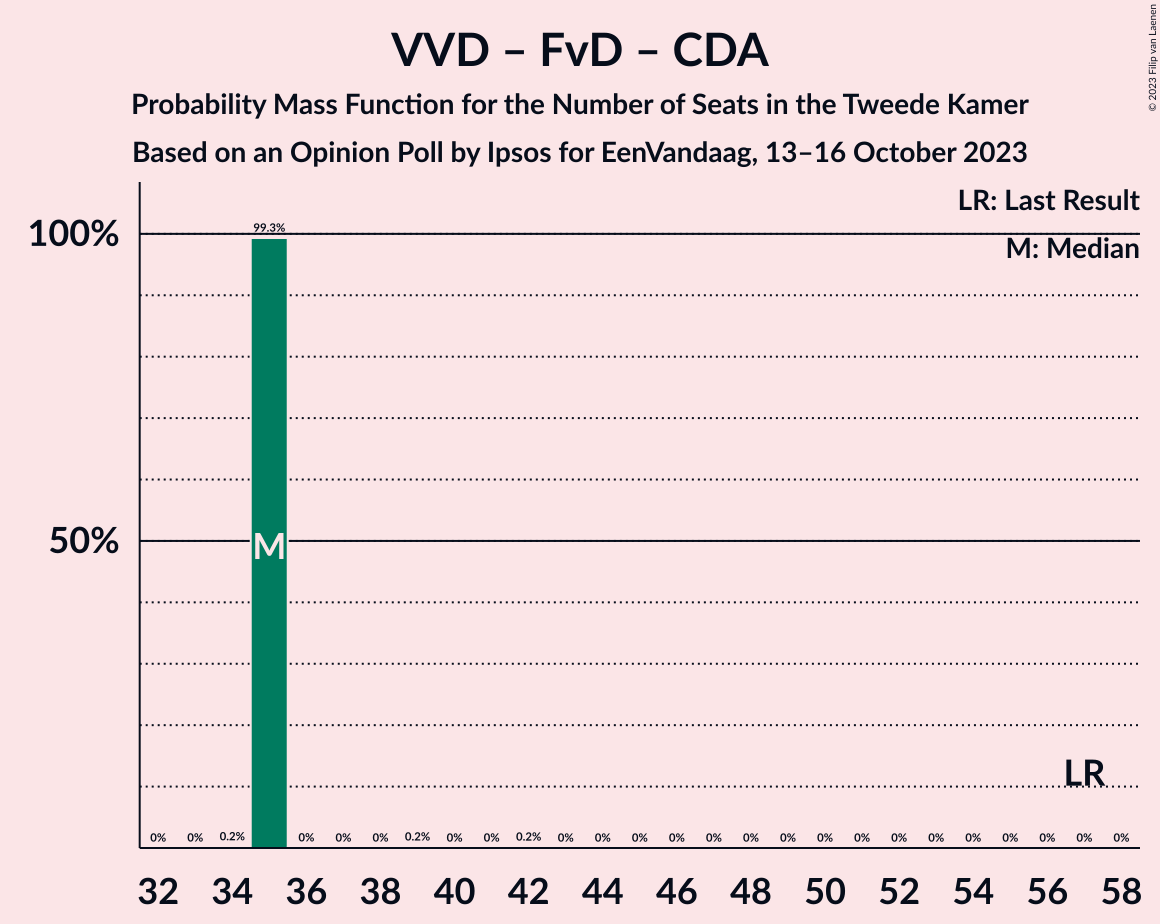 VVD – FvD – CDA
Probability Mass Function for the Number of Seats in the Tweede Kamer
Based on an Opinion Poll by Ipsos for EenVandaag, 13–16 October 2023
© 2023 Filip van Laenen
LR: Last Result
M: Median
100%
99.3%
50%
M
LR
0% 0% 0.2% 0% 0% 0% 0.2% 0% 0% 0.2% 0% 0% 0% 0% 0% 0% 0% 0% 0% 0% 0% 0% 0% 0% 0% 0%
32 34 36 38 40 42 44 46 48 50 52 54 56 58